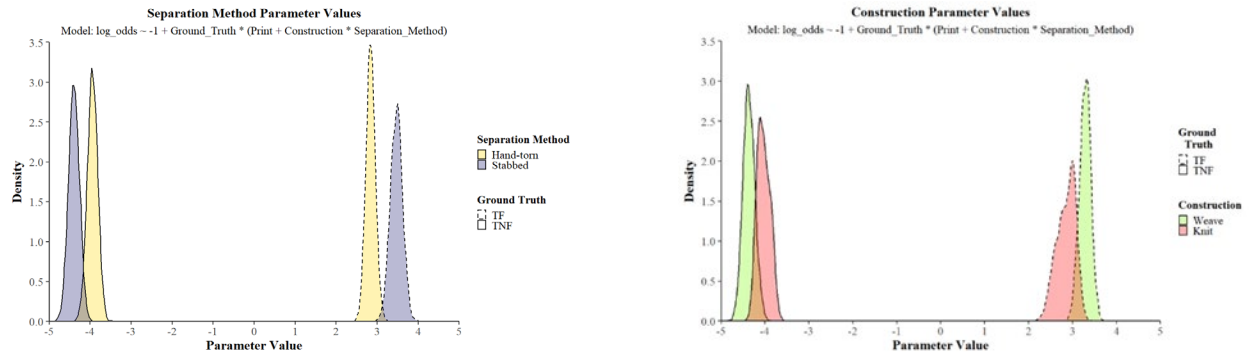 Separation Method Parameter Values
Model: log_odds ~ -1 + Ground_Truth * (Print + Construction * Separation_Method)
3.5
3.0
2.5
2.0
1.5
1.0
0.5
0.0
Density
-5 -4 -3 -2 -1 0 1 2 3 4 5
Parameter Value
Separation Method
Hand-torn
Stabbed
Ground Truth
TF
TNF
Construction Parameter Values
Model: log_odds ~ -1 + Ground_Truth * (Print + Construction * Separation_Method)
3.5
3.0
2.5
2.0
1.5
1.0
0.5
0.0
Density
-5 -4 -3 -2 -1 0 1 2 3 4 5
Parameter Value
Ground
Truth
TF
TNF
Construction
Weave
Knit